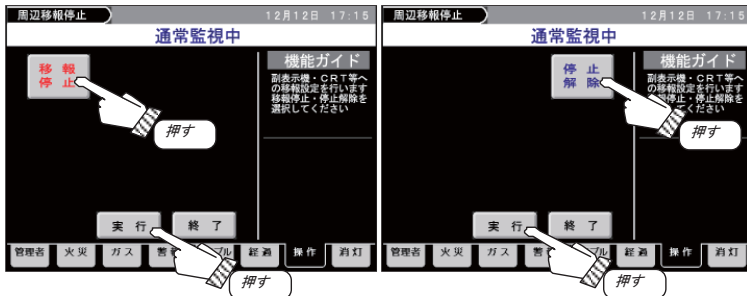 周辺移報停止
12月12日 17:15
通常監視中
移 報
停 止
機能ガイド
副表示機・CRT等へ
の移報設定を行います
移報停止・停止解除を
選択してください
押す
実 行
終 了
管理者
火災
ガス
経過
操作
消灯
押す
周辺移報停止
12月12日 17:15
通常監視中
停 止
解 除
機能ガイド
副表示機・CRT等へ
の移報設定を行います
報停止・停止解除を
てください
押す
実 行
終 了
管理者
火災
ガス
経過
操作
消灯
押す